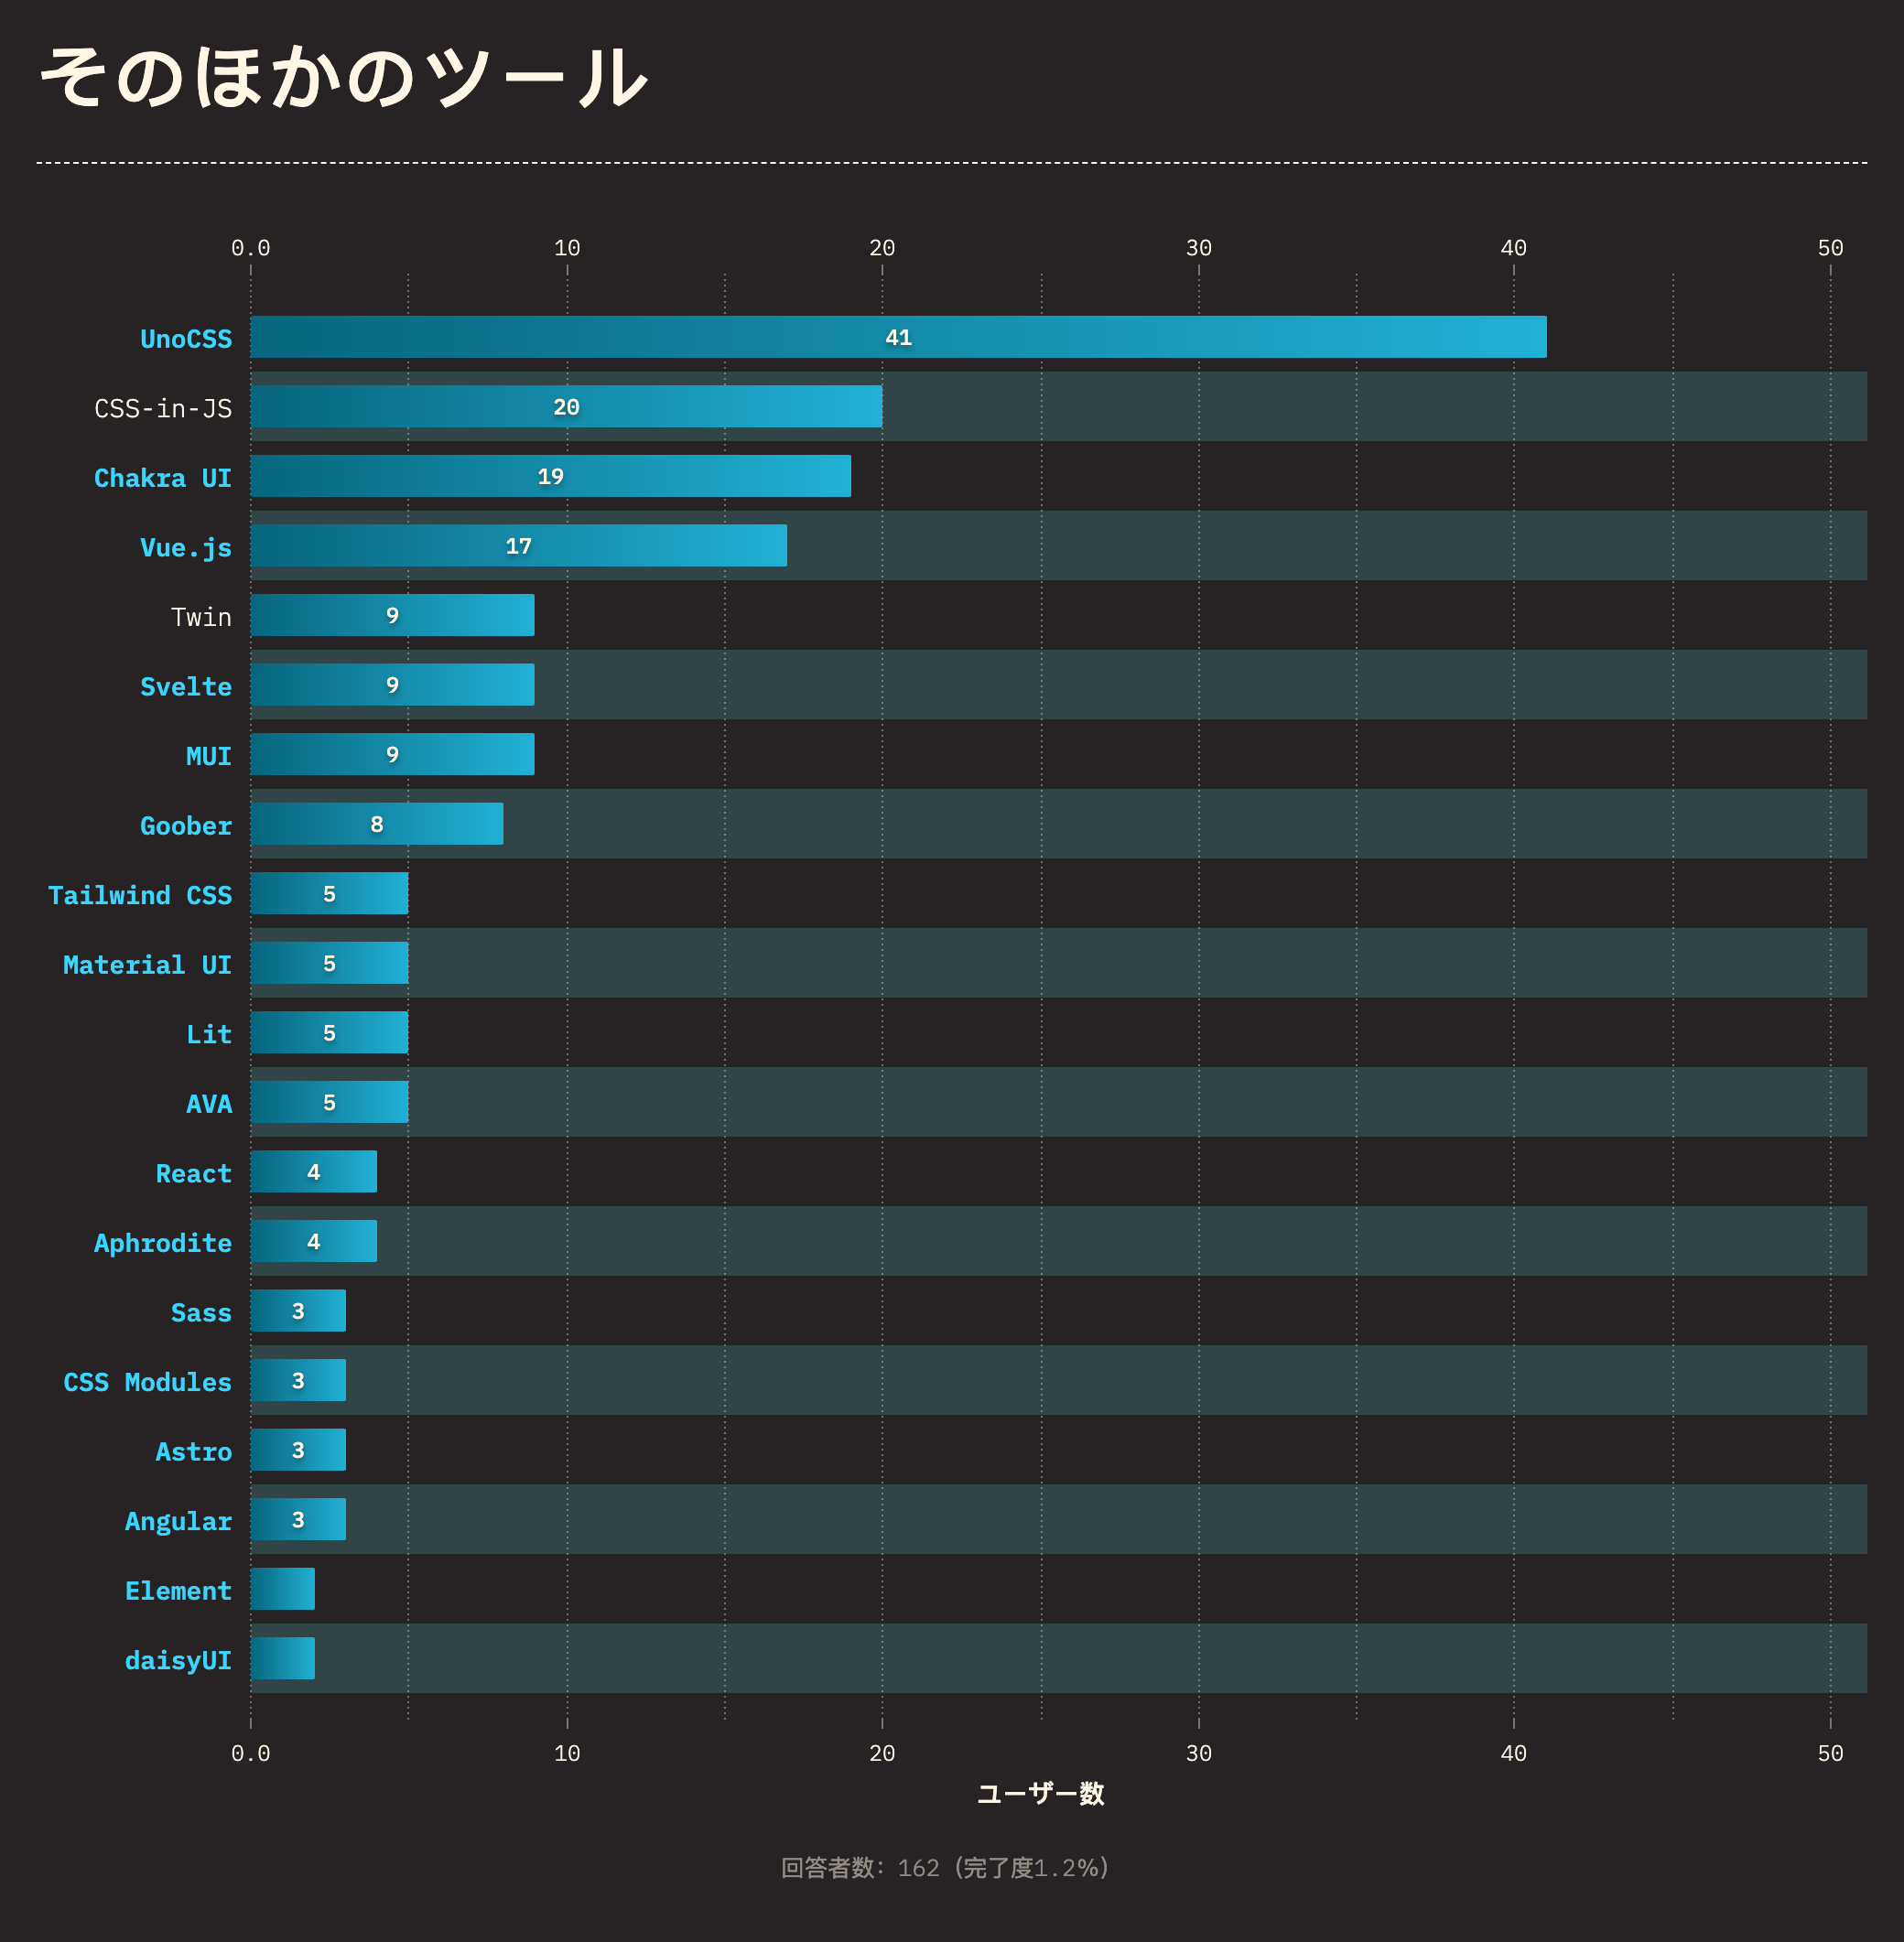 そのほかのツール
0.0 10 20 30 40 50
UnoCSS 41
CSS-in-JS 20
Chakra UI 19
Vue.js 17
Twin 9
Svelte 9
MUI 9
Goober 8
Tailwind CSS 5
Material UI 5
Lit 5
AVA 5
React 4
Aphrodite 4
Sass 3
CSS Modules 3
Astro 3
Angular 3
Element
daisyUI
0.0 10 20 30 40 50
ユーザー数
回答者数: 162 (完了度1.2%)